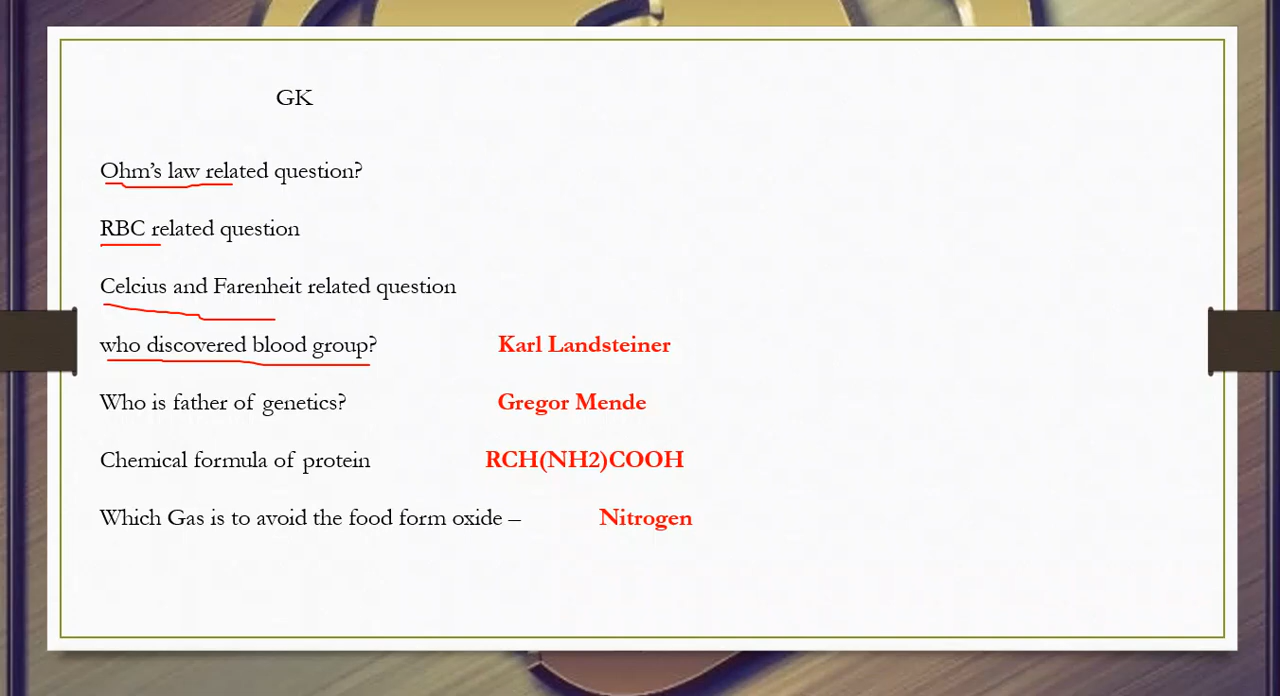 GK
Ohm's law related question?
RBC related question
Celcius and Farenheit related question
who discovered blood group? Karl Landsteiner
Who is father of genetics? Gregor Mende
Chemical formula of protein RCH(NH2)COOH
Which Gas is to avoid the food form oxide – Nitrogen